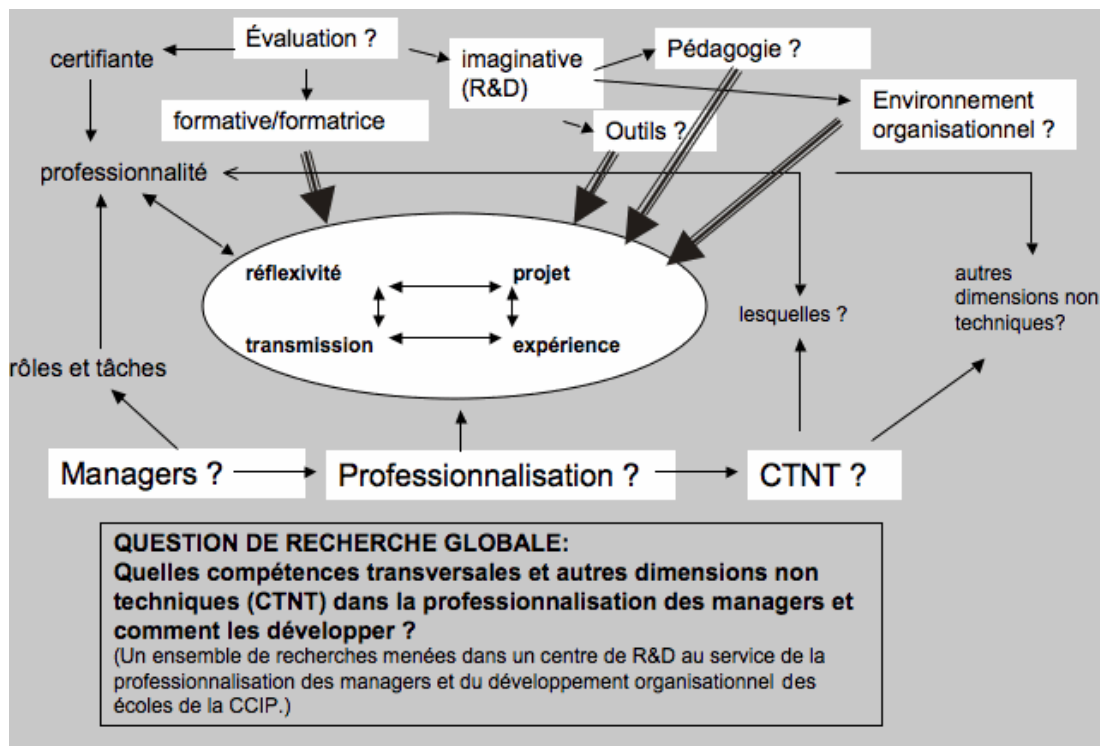 Évaluation ?
certifiante
imaginative
(R&D)
Pédagogie ?
formative/formatrice
Outils ?
Environnement
organisationnel ?
professionnalité
réflexivité
projet
transmission
expérience
lesquelles ?
autres
dimensions non
techniques?
rôles et tâches
Managers ?
Professionnalisation ?
CTNT ?
QUESTION DE RECHERCHE GLOBALE:
Quelles compétences transversales et autres dimensions non
techniques (CTNT) dans la professionnalisation des managers et
comment les développer ?
(Un ensemble de recherches menées dans un centre de R&D au service de la
professionnalisation des managers et du développement organisationnel des
écoles de la CCIP.)